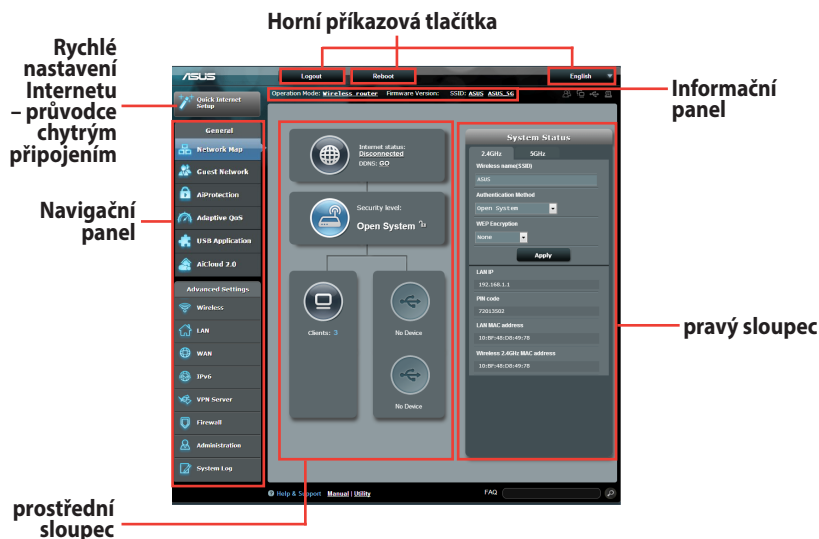 Horní příkazová tlačítka
Rychlé
nastavení
Internetu
– průvodce
chytrým
připojením
Informační
panel
Navigační
panel
pravý sloupec
prostřední
sloupec
ASUS
Logout
Reboot
English
Quick Internet
Setup
Operation Mode: Wireless router Firmware Version: SSID: ASUS ASUS_5G
General
Network Map
Guest Network
AiProtection
Adaptive QoS
USB Application
AiCloud 2.0
Advanced Settings
Wireless
LAN
WAN
IPv6
VPN Server
Firewall
Administration
System Log
Internet status:
Disconnected
DDNS: GO
Security level:
Open System
Clients: 3
No Device
No Device
System Status
2.4GHz 5GHz
Wireless name(SSID)
ASUS
Authentication Method
Open System
WEP Encryption
None
Apply
LAN IP
192.168.1.1
PIN code
72013502
LAN MAC address
10:BF:48:D8:49:78
Wireless 2.4GHz MAC address
10:BF:48:D8:49:78
Help & Support Manual | Utility FAQ